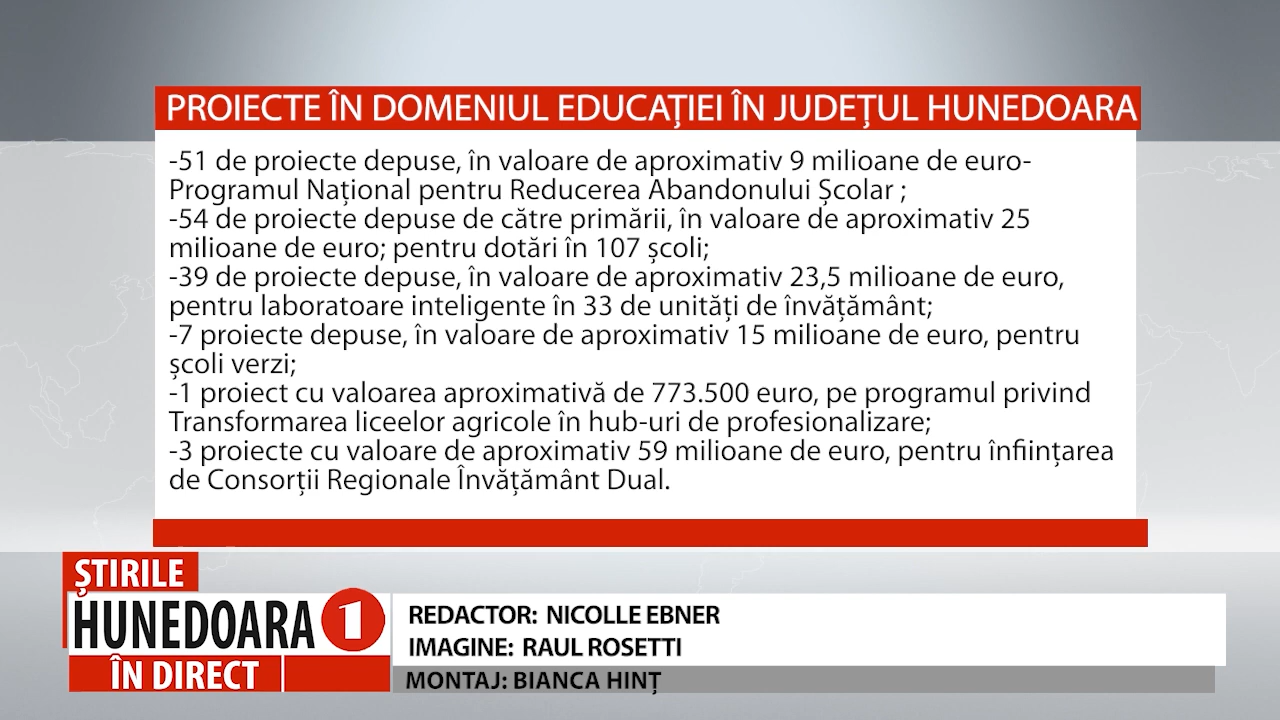 PROIECTE ÎN DOMENIUL EDUCAȚIEI ÎN JUDEȚUL HUNEDOARA
-51 de proiecte depuse, în valoare de aproximativ 9 milioane de euro-
Programul Național pentru Reducerea Abandonului Școlar ;
-54 de proiecte depuse de către primării, în valoare de aproximativ 25
milioane de euro; pentru dotări în 107 școli;
-39 de proiecte depuse, în valoare de aproximativ 23,5 milioane de euro,
pentru laboratoare inteligente în 33 de unități de învățământ;
-7 proiecte depuse, în valoare de aproximativ 15 milioane de euro, pentru
școli verzi;
-1 proiect cu valoarea aproximativă de 773.500 euro, pe programul privind
Transformarea liceelor agricole în hub-uri de profesionalizare;
-3 proiecte cu valoare de aproximativ 59 milioane de euro, pentru înființarea
de Consorții Regionale Învățământ Dual.
ȘTIRILE
HUNEDOARA 1
ÎN DIRECT
REDACTOR: NICOLLE EBNER
IMAGINE: RAUL ROSETTI
MONTAJ: BIANCA HINȚ